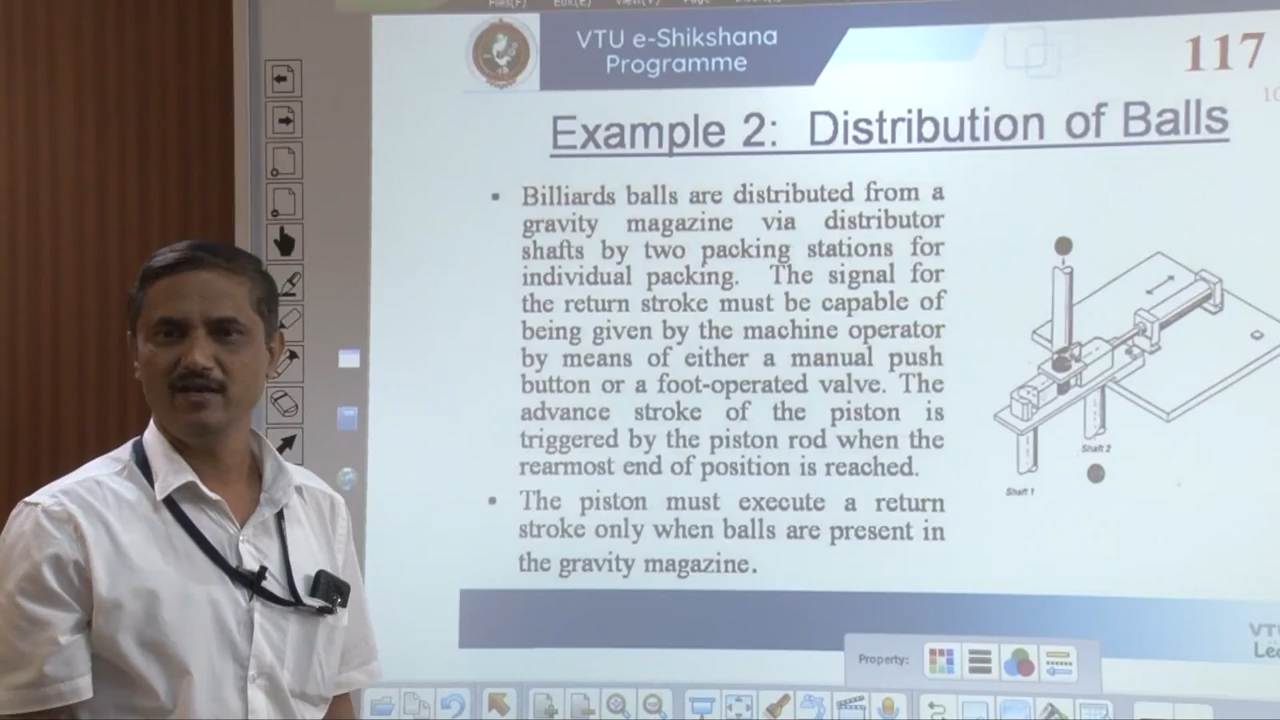 VTU e-Shikshana
Programme
117
Example 2: Distribution of Balls
▪ Billiards balls are distributed from a
gravity magazine via distributor
shafts by two packing stations for
individual packing. The signal for
the return stroke must be capable of
being given by the machine operator
by means of either a manual push
button or a foot-operated valve. The
advance stroke of the piston is
triggered by the piston rod when the
rearmost end of position is reached.
▪ The piston must execute a return
stroke only when balls are present in
the gravity magazine.
Shaft 2
Shaft 1
Property: